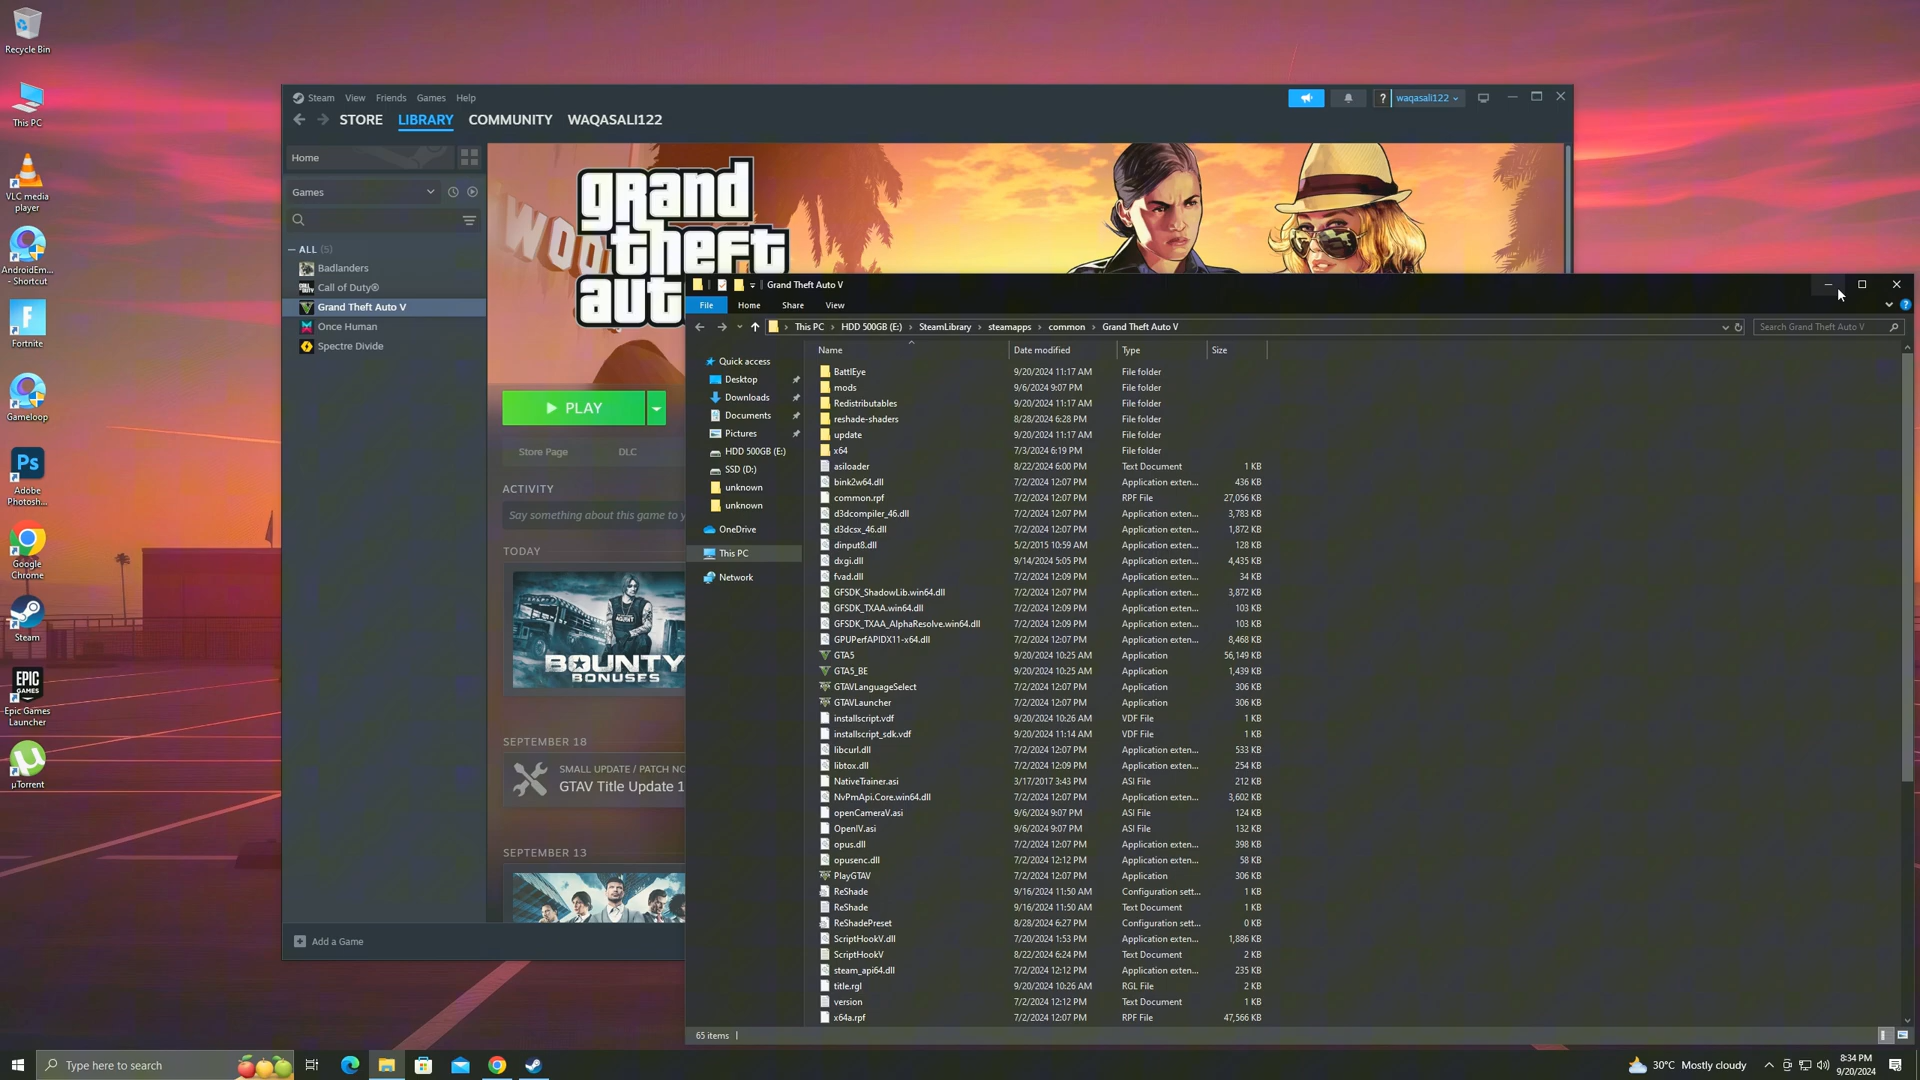 Recycle Bin
This PC
VLC media
player
AndroidEm...
- Shortcut
Fortnite
Gameloop
Ps
Adobe
Photosh...
Google
Chrome
Steam
EPIC
GAMES
Epic Games
Launcher
µTorrent
Steam View Friends Games Help
? waqasali122
STORE LIBRARY COMMUNITY WAQASALI122
Home
Games
ALL (5)
Badlanders
Call of Duty®
Grand Theft Auto V
Once Human
Spectre Divide
Add a Game
grand
theft
aut
WOO
PLAY
Store Page DLC
ACTIVITY
Say something about this game to y
TODAY
BOUNTY
BONUSES
SEPTEMBER 18
SMALL UPDATE / PATCH NO
GTAV Title Update 1
SEPTEMBER 13
Grand Theft Auto V
File Home Share View
This PC › HDD 500GB (E:) › SteamLibrary › steamapps › common › Grand Theft Auto V
Search Grand Theft Auto V
Quick access
Desktop
Downloads
Documents
Pictures
HDD 500GB (E:)
SSD (D:)
unknown
unknown
OneDrive
This PC
Network
Name Date modified Type Size
BattlEye 9/20/2024 11:17 AM File folder
mods 9/6/2024 9:07 PM File folder
Redistributables 9/20/2024 11:17 AM File folder
reshade-shaders 8/28/2024 6:28 PM File folder
update 9/20/2024 11:17 AM File folder
x64 7/3/2024 6:19 PM File folder
asiloader 8/22/2024 6:00 PM Text Document 1 KB
bink2w64.dll 7/2/2024 12:07 PM Application exten... 436 KB
common.rpf 7/2/2024 12:07 PM RPF File 27,056 KB
d3dcompiler_46.dll 7/2/2024 12:07 PM Application exten... 3,783 KB
d3dcsx_46.dll 7/2/2024 12:07 PM Application exten... 1,872 KB
dinput8.dll 5/2/2015 10:59 AM Application exten... 128 KB
dxgi.dll 9/14/2024 5:05 PM Application exten... 4,435 KB
fvad.dll 7/2/2024 12:09 PM Application exten... 34 KB
GFSDK_ShadowLib.win64.dll 7/2/2024 12:07 PM Application exten... 3,872 KB
GFSDK_TXAA.win64.dll 7/2/2024 12:09 PM Application exten... 103 KB
GFSDK_TXAA_AlphaResolve.win64.dll 7/2/2024 12:09 PM Application exten... 103 KB
GPUPerfAPIDX11-x64.dll 7/2/2024 12:07 PM Application exten... 8,468 KB
GTA5 9/20/2024 10:25 AM Application 56,149 KB
GTA5_BE 9/20/2024 10:25 AM Application 1,439 KB
GTAVLanguageSelect 7/2/2024 12:07 PM Application 306 KB
GTAVLauncher 7/2/2024 12:07 PM Application 306 KB
installscript.vdf 9/20/2024 10:26 AM VDF File 1 KB
installscript_sdk.vdf 9/20/2024 11:14 AM VDF File 1 KB
libcurl.dll 7/2/2024 12:07 PM Application exten... 533 KB
libtox.dll 7/2/2024 12:09 PM Application exten... 254 KB
NativeTrainer.asi 3/17/2017 3:43 PM ASI File 212 KB
NvPmApi.Core.win64.dll 7/2/2024 12:07 PM Application exten... 3,602 KB
openCameraV.asi 9/6/2024 9:07 PM ASI File 124 KB
OpenIV.asi 9/6/2024 9:07 PM ASI File 132 KB
opus.dll 7/2/2024 12:07 PM Application exten... 398 KB
opusenc.dll 7/2/2024 12:12 PM Application exten... 58 KB
PlayGTAV 7/2/2024 12:07 PM Application 306 KB
ReShade 9/16/2024 11:50 AM Configuration sett... 1 KB
ReShade 9/16/2024 11:50 AM Text Document 1 KB
ReShadePreset 8/28/2024 6:27 PM Configuration sett... 0 KB
ScriptHookV.dll 7/20/2024 1:53 PM Application exten... 1,886 KB
ScriptHookV 8/22/2024 6:24 PM Text Document 2 KB
steam_api64.dll 7/2/2024 12:12 PM Application exten... 235 KB
title.rgl 9/20/2024 10:26 AM RGL File 2 KB
version 7/2/2024 12:12 PM Text Document 1 KB
x64a.rpf 7/2/2024 12:07 PM RPF File 47,566 KB
65 items
Type here to search
30°C Mostly cloudy
8:34 PM
9/20/2024